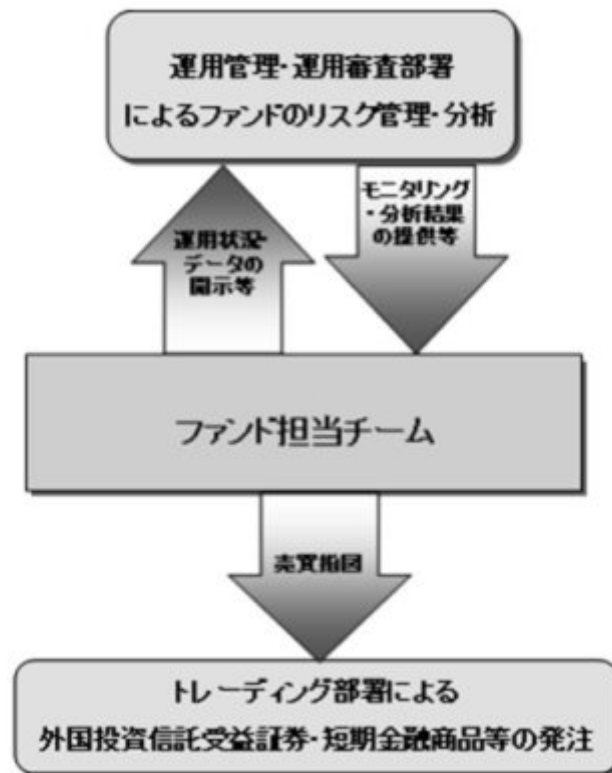 運用管理・運用審査部署
によるファンドのリスク管理・分析
運用状況・
データの
開示等
モニタリング
・分析結果
の提供等
ファンド担当チーム
売買指図
トレーディング部署による
外国投資信託受益証券・短期金融商品等の発注